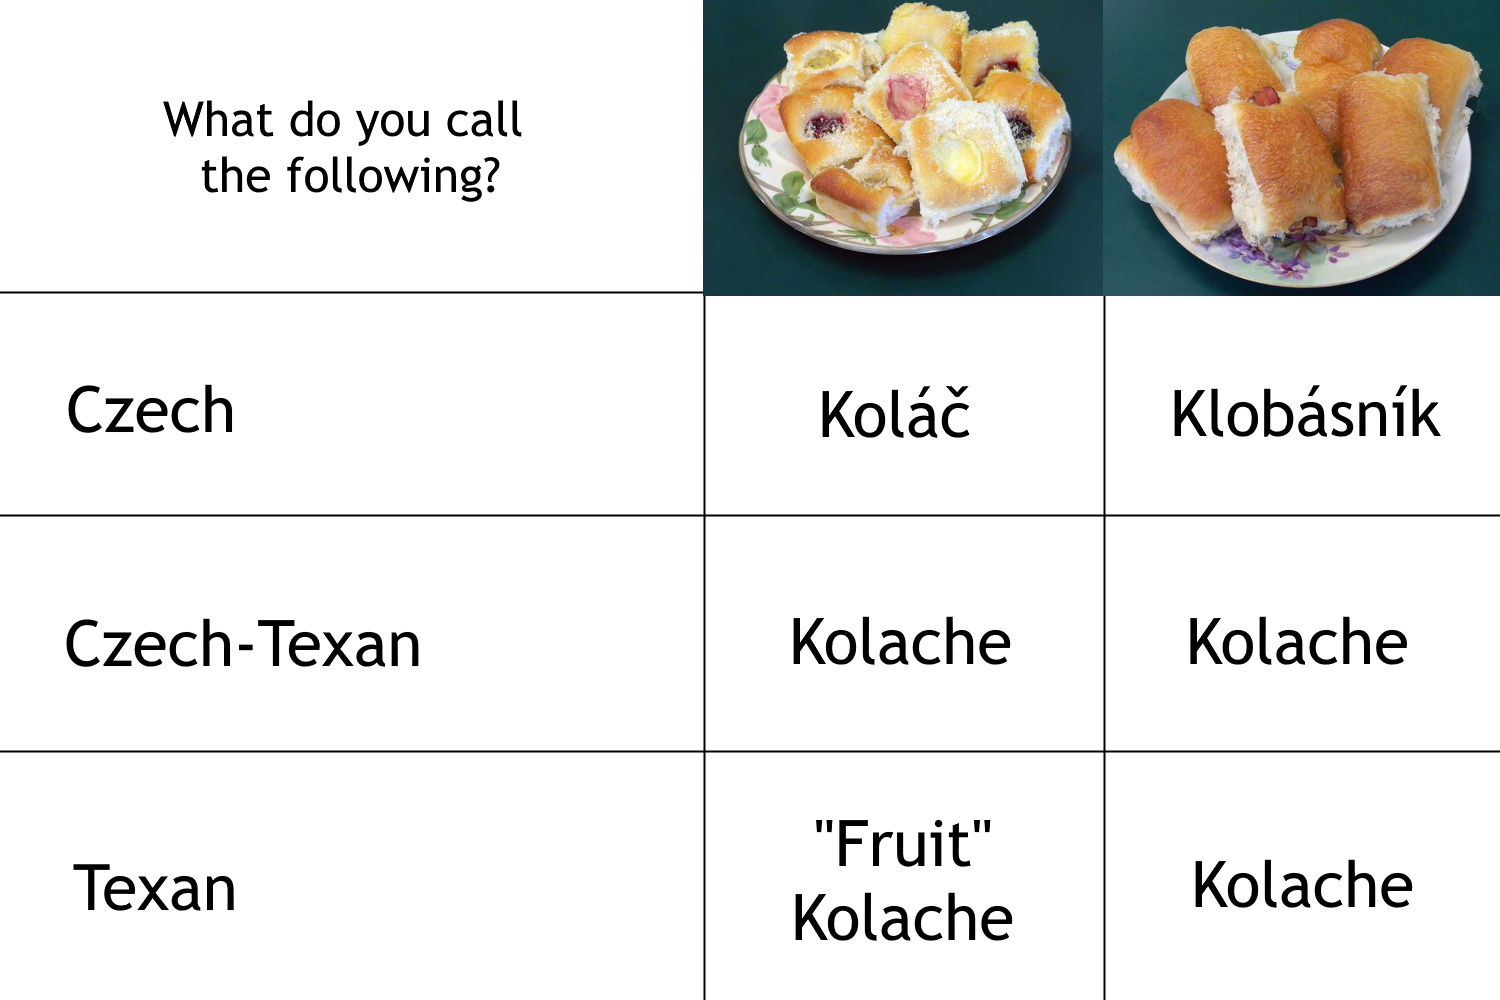 What do you call
the following?
Czech
Koláč
Klobásník
Czech-Texan
Kolache
Kolache
Texan
"Fruit"
Kolache
Kolache